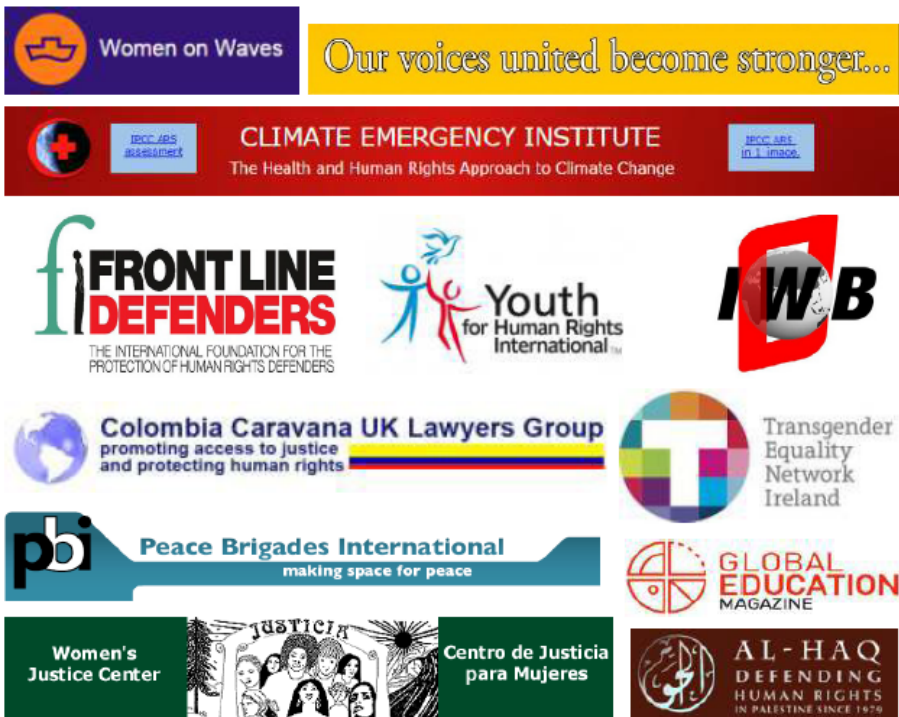 Women on Waves
Our voices united become stronger...
IPCC AR5
assessment
CLIMATE EMERGENCY INSTITUTE
The Health and Human Rights Approach to Climate Change
IPCC AR5
in 1 image.
fi FRONT LINE
DEFENDERS
THE INTERNATIONAL FOUNDATION FOR THE
PROTECTION OF HUMAN RIGHTS DEFENDERS
Youth
for Human Rights
International™
IWB
Colombia Caravana UK Lawyers Group
promoting access to justice
and protecting human rights
T
Transgender
Equality
Network
Ireland
pbi
Peace Brigades International
making space for peace
GLOBAL
EDUCATION
MAGAZINE
Women's
Justice Center
JUSTICIA
Centro de Justicia
para Mujeres
الحق
AL-HAQ
DEFENDING
HUMAN RIGHTS
IN PALESTINE SINCE 1979